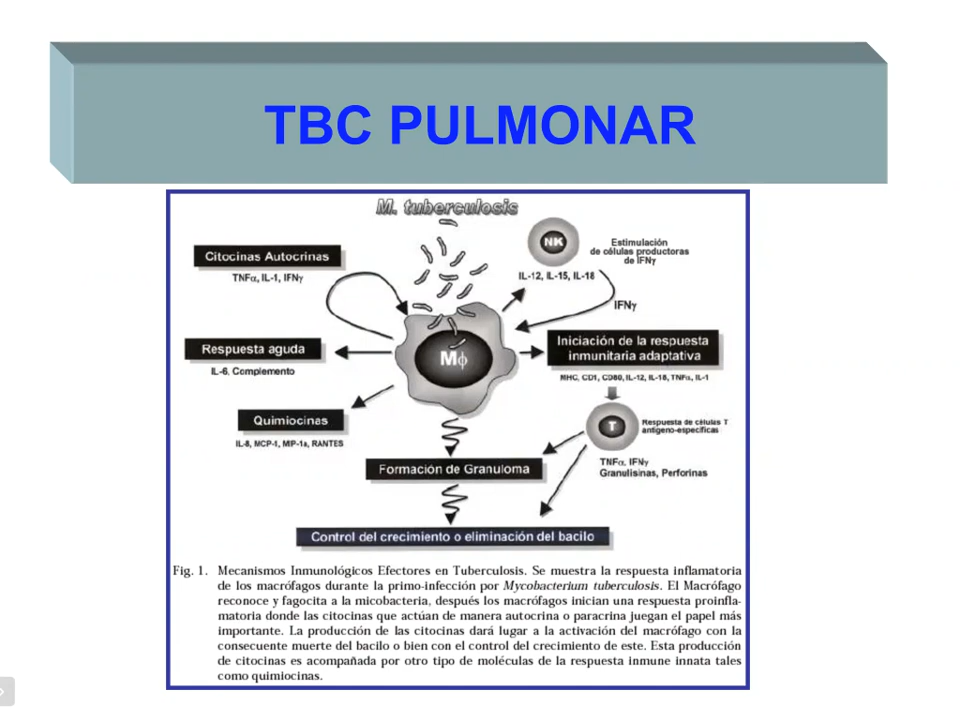 TBC PULMONAR
M. tuberculosis
NK
Estimulación
de células productoras
de IFNγ
Citocinas Autocrinas
TNFα, IL-1, IFNγ
IL-12, IL-15, IL-18
IFNγ
Respuesta aguda
IL-6, Complemento
Mϕ
Iniciación de la respuesta
inmunitaria adaptativa
MHC, CD1, CD80, IL-12, IL-18, TNFα, IL-1
Quimiocinas
IL-8, MCP-1, MIP-1α, RANTES
T
Respuesta de células T
antígeno-específicas
TNFα, IFNγ
Granulisinas, Perforinas
Formación de Granuloma
Control del crecimiento o eliminación del bacilo
Fig. 1. Mecanismos Inmunológicos Efectores en Tuberculosis. Se muestra la respuesta inflamatoria
de los macrófagos durante la primo-infección por Mycobacterium tuberculosis. El Macrófago
reconoce y fagocita a la micobacteria, después los macrófagos inician una respuesta proinfla-
matoria donde las citocinas que actúan de manera autocrina o paracrina juegan el papel más
importante. La producción de las citocinas dará lugar a la activación del macrófago con la
consecuente muerte del bacilo o bien con el control del crecimiento de este. Esta producción
de citocinas es acompañada por otro tipo de moléculas de la respuesta inmune innata tales
como quimiocinas.